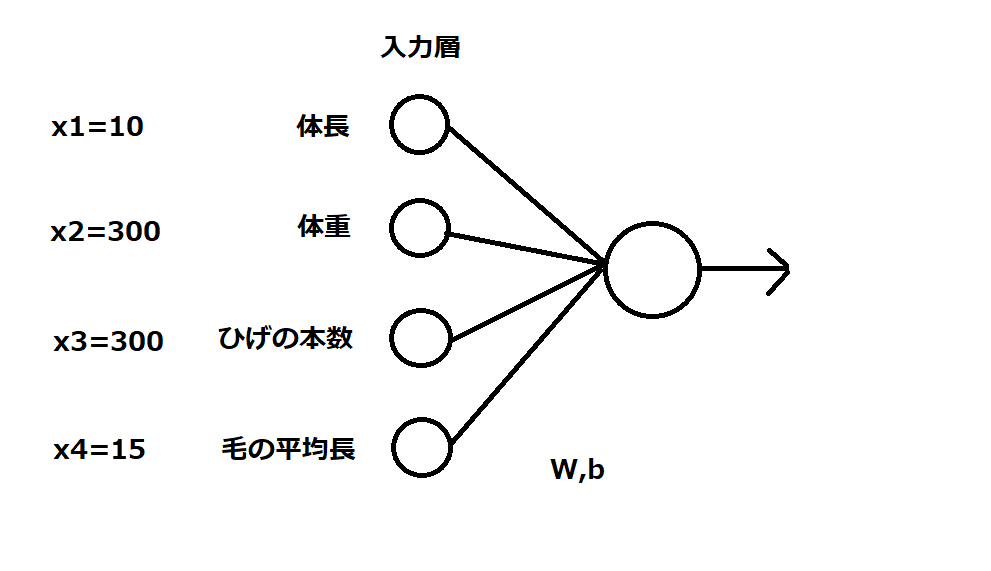 入力層
x1=10 体長
x2=300 体重
x3=300 ひげの本数
x4=15 毛の平均長
W,b